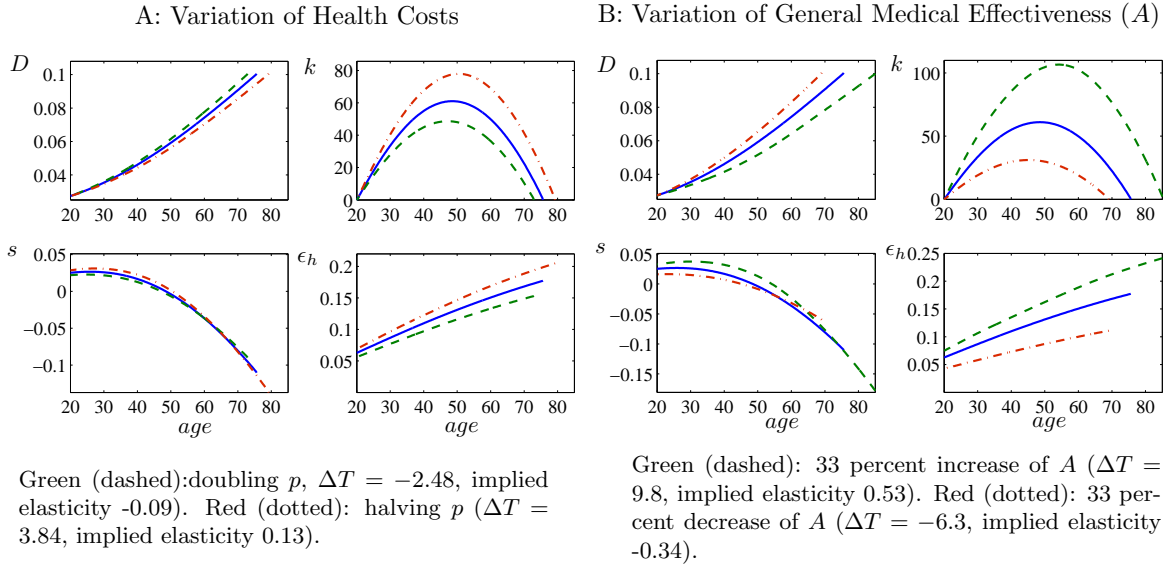 A: Variation of Health Costs
D
0.1
0.08
0.06
0.04
20 30 40 50 60 70 80
k
80
60
40
20
0
20 30 40 50 60 70 80
s
0.05
0
−0.05
−0.1
20 30 40 50 60 70 80
age
ϵh
0.2
0.15
0.1
0.05
20 30 40 50 60 70 80
age
Green (dashed):doubling p, ΔT = −2.48, implied
elasticity -0.09). Red (dotted): halving p (ΔT =
3.84, implied elasticity 0.13).
B: Variation of General Medical Effectiveness (A)
D
0.1
0.08
0.06
0.04
20 30 40 50 60 70 80
k
100
50
0
20 30 40 50 60 70 80
s
0.05
0
−0.05
−0.1
−0.15
20 30 40 50 60 70 80
age
ϵh
0.25
0.2
0.15
0.1
0.05
20 30 40 50 60 70 80
age
Green (dashed): 33 percent increase of A (ΔT =
9.8, implied elasticity 0.53). Red (dotted): 33 per-
cent decrease of A (ΔT = −6.3, implied elasticity
-0.34).